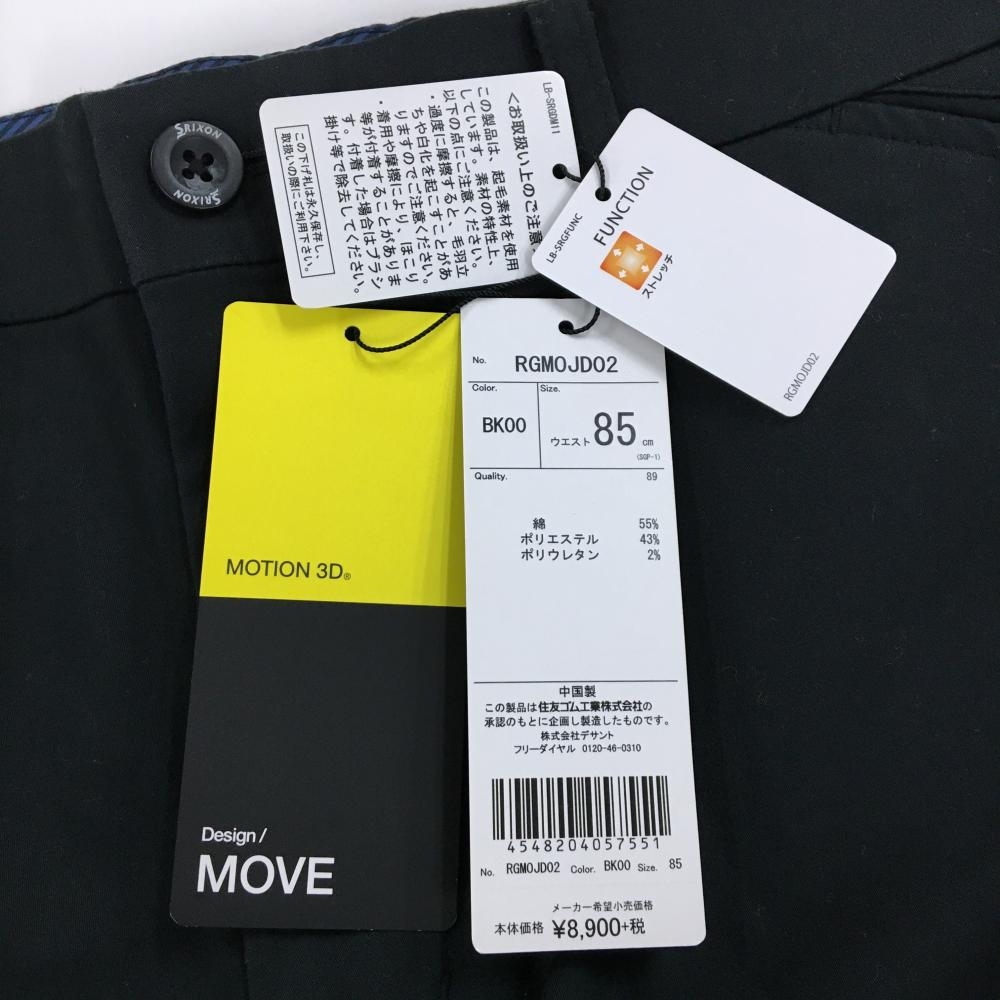 SRIXON
SRIXON
LB-SRGDM11
<お取扱い上のご注意
この製品は、起毛素材を使用
しています。素材の特性上、
以下の点にご注意ください。
・過度に摩擦すると、毛羽立
ちや白化を起こすことがあ
りますのでご注意ください。
・着用や摩擦により、ほこり
等が付着することがありま
す。付着した場合はブラシ
掛け等で除去してください。
この下げ札は永久保存し、
取扱いの際にご利用下さい。
LB-SRGFUNC
FUNCTION
ストレッチ
RGMOJD02
MOTION 3D®
Design /
MOVE
No. RGMOJD02
Color. Size.
BK00 ウエスト 85 cm
(SGP-1)
Quality. 89
綿 55%
ポリエステル 43%
ポリウレタン 2%
中国製
この製品は住友ゴム工業株式会社の
承認のもとに企画し製造したものです。
株式会社デサント
フリーダイヤル 0120-46-0310
4548204057551
No. RGMOJD02 Color. BK00 Size. 85
メーカー希望小売価格
本体価格 ¥8,900+税